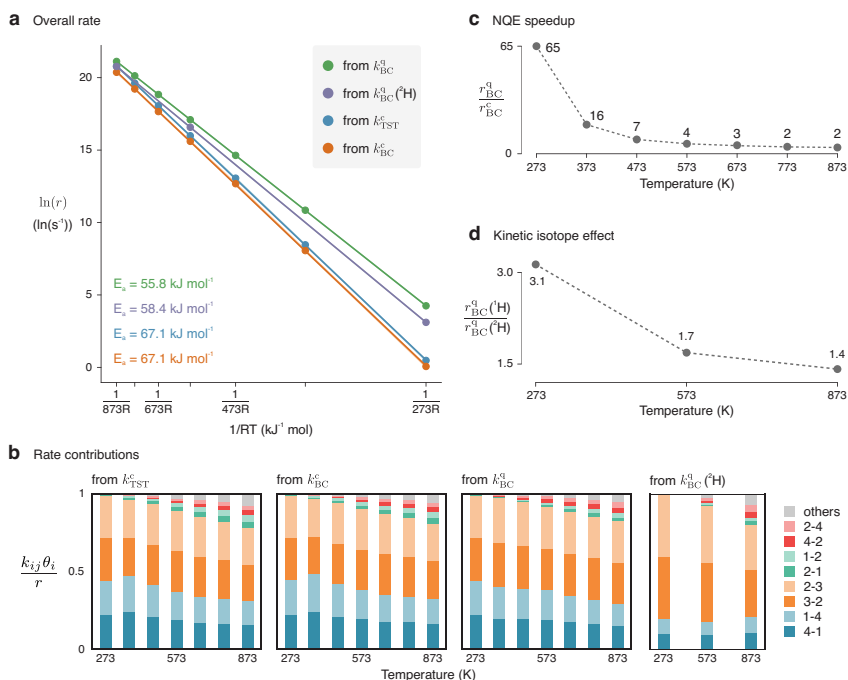 a Overall rate
20
15
10
5
0
ln(r)
(ln(s⁻¹))
from k^q_BC
from k^q_BC(²H)
from k^c_TST
from k^c_BC
Eₐ = 55.8 kJ mol⁻¹
Eₐ = 58.4 kJ mol⁻¹
Eₐ = 67.1 kJ mol⁻¹
Eₐ = 67.1 kJ mol⁻¹
1/873R 1/673R 1/473R 1/273R
1/RT (kJ⁻¹ mol)
c NQE speedup
65
0
r^q_BC / r^c_BC
65 16 7 4 3 2 2
273 373 473 573 673 773 873
Temperature (K)
d Kinetic isotope effect
3.0
1.5
r^q_BC(¹H) / r^q_BC(²H)
3.1 1.7 1.4
273 573 873
Temperature (K)
b Rate contributions
from k^c_TST from k^c_BC from k^q_BC from k^q_BC(²H)
1
0.5
0
k_ij θ_i / r
273 573 873 273 573 873 273 573 873 273 573 873
Temperature (K)
others
2-4
4-2
1-2
2-1
2-3
3-2
1-4
4-1